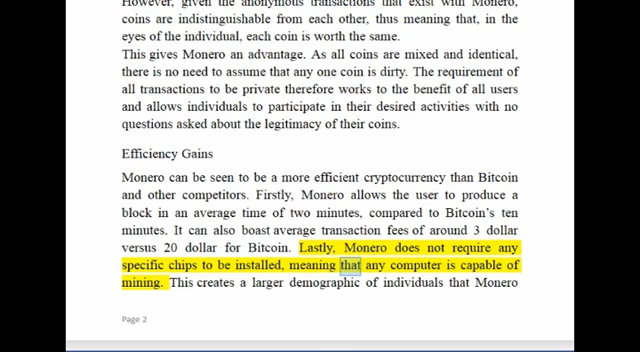 However, given the anonymous transactions that exist with Monero,
coins are indistinguishable from each other, thus meaning that, in the
eyes of the individual, each coin is worth the same.
This gives Monero an advantage. As all coins are mixed and identical,
there is no need to assume that any one coin is dirty. The requirement of
all transactions to be private therefore works to the benefit of all users
and allows individuals to participate in their desired activities with no
questions asked about the legitimacy of their coins.
Efficiency Gains
Monero can be seen to be a more efficient cryptocurrency than Bitcoin
and other competitors. Firstly, Monero allows the user to produce a
block in an average time of two minutes, compared to Bitcoin's ten
minutes. It can also boast average transaction fees of around 3 dollar
versus 20 dollar for Bitcoin. Lastly, Monero does not require any
specific chips to be installed, meaning that any computer is capable of
mining. This creates a larger demographic of individuals that Monero
Page 2